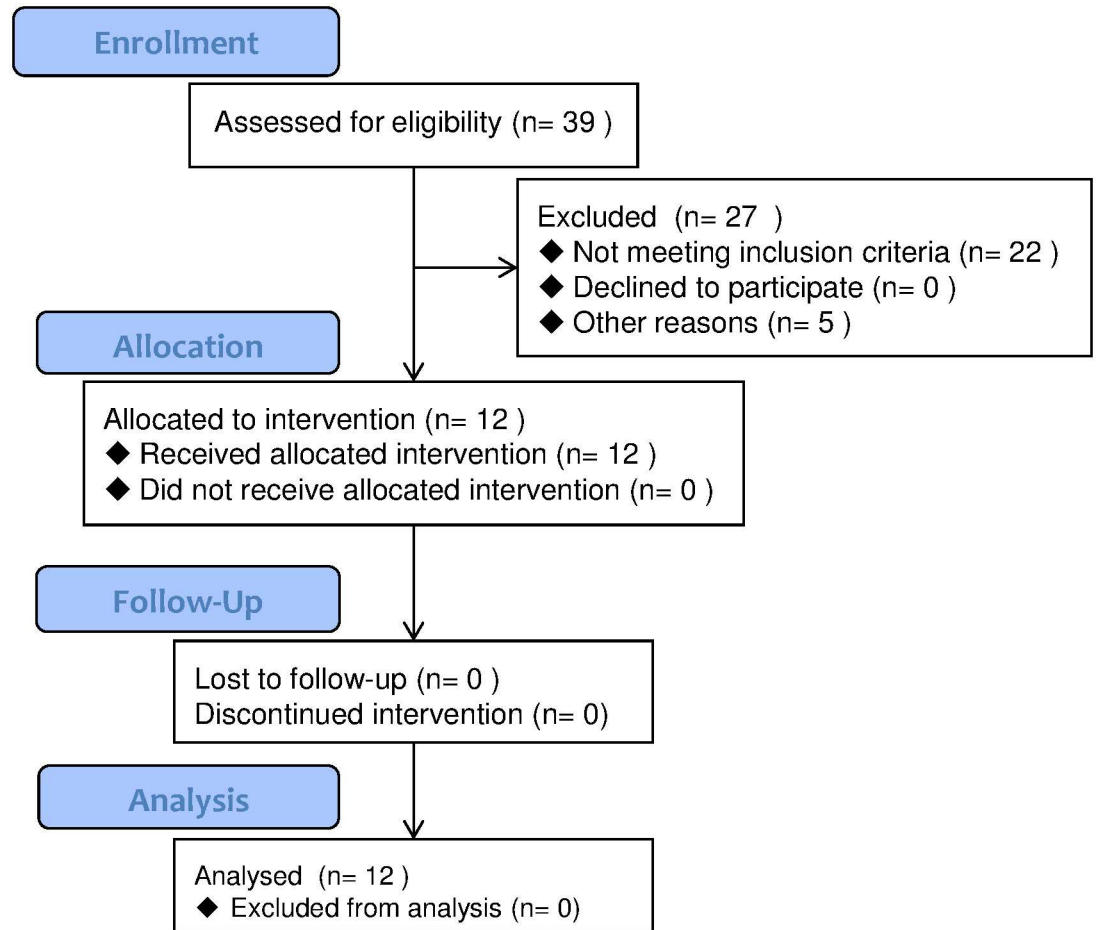 Enrollment
Assessed for eligibility (n= 39 )
Excluded (n= 27 )
◆ Not meeting inclusion criteria (n= 22 )
◆ Declined to participate (n= 0 )
◆ Other reasons (n= 5 )
Allocation
Allocated to intervention (n= 12 )
◆ Received allocated intervention (n= 12 )
◆ Did not receive allocated intervention (n= 0 )
Follow-Up
Lost to follow-up (n= 0 )
Discontinued intervention (n= 0)
Analysis
Analysed (n= 12 )
◆ Excluded from analysis (n= 0)